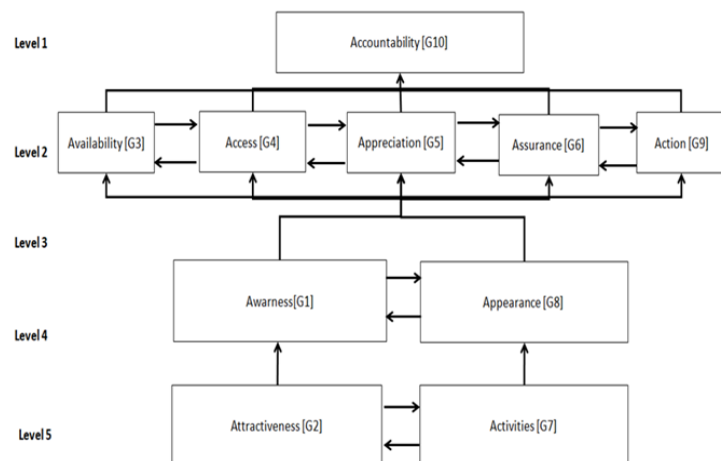 Level 1
Accountability [G10]
Level 2
Availability [G3]
Access [G4]
Appreciation [G5]
Assurance [G6]
Action [G9]
Level 3
Awarness[G1]
Appearance [G8]
Level 4
Attractiveness [G2]
Activities [G7]
Level 5